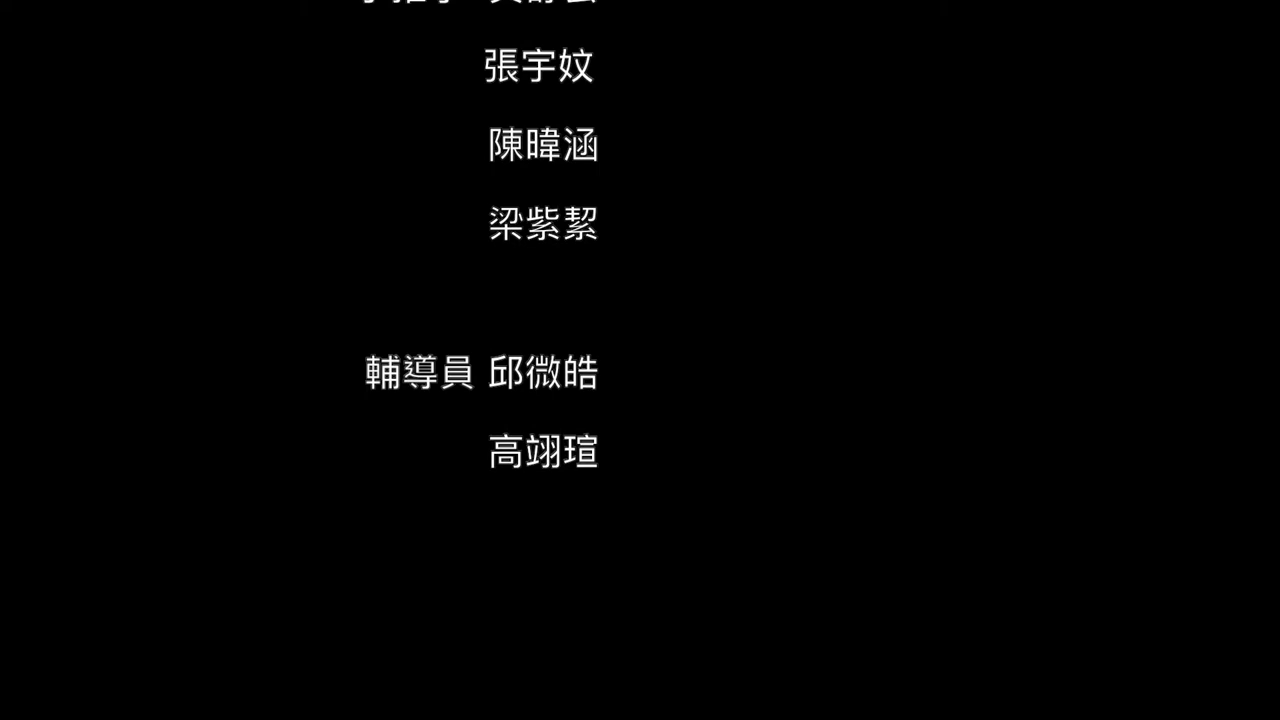 張宇妏
陳暐涵
梁紫絜
輔導員 邱微皓
高翊瑄